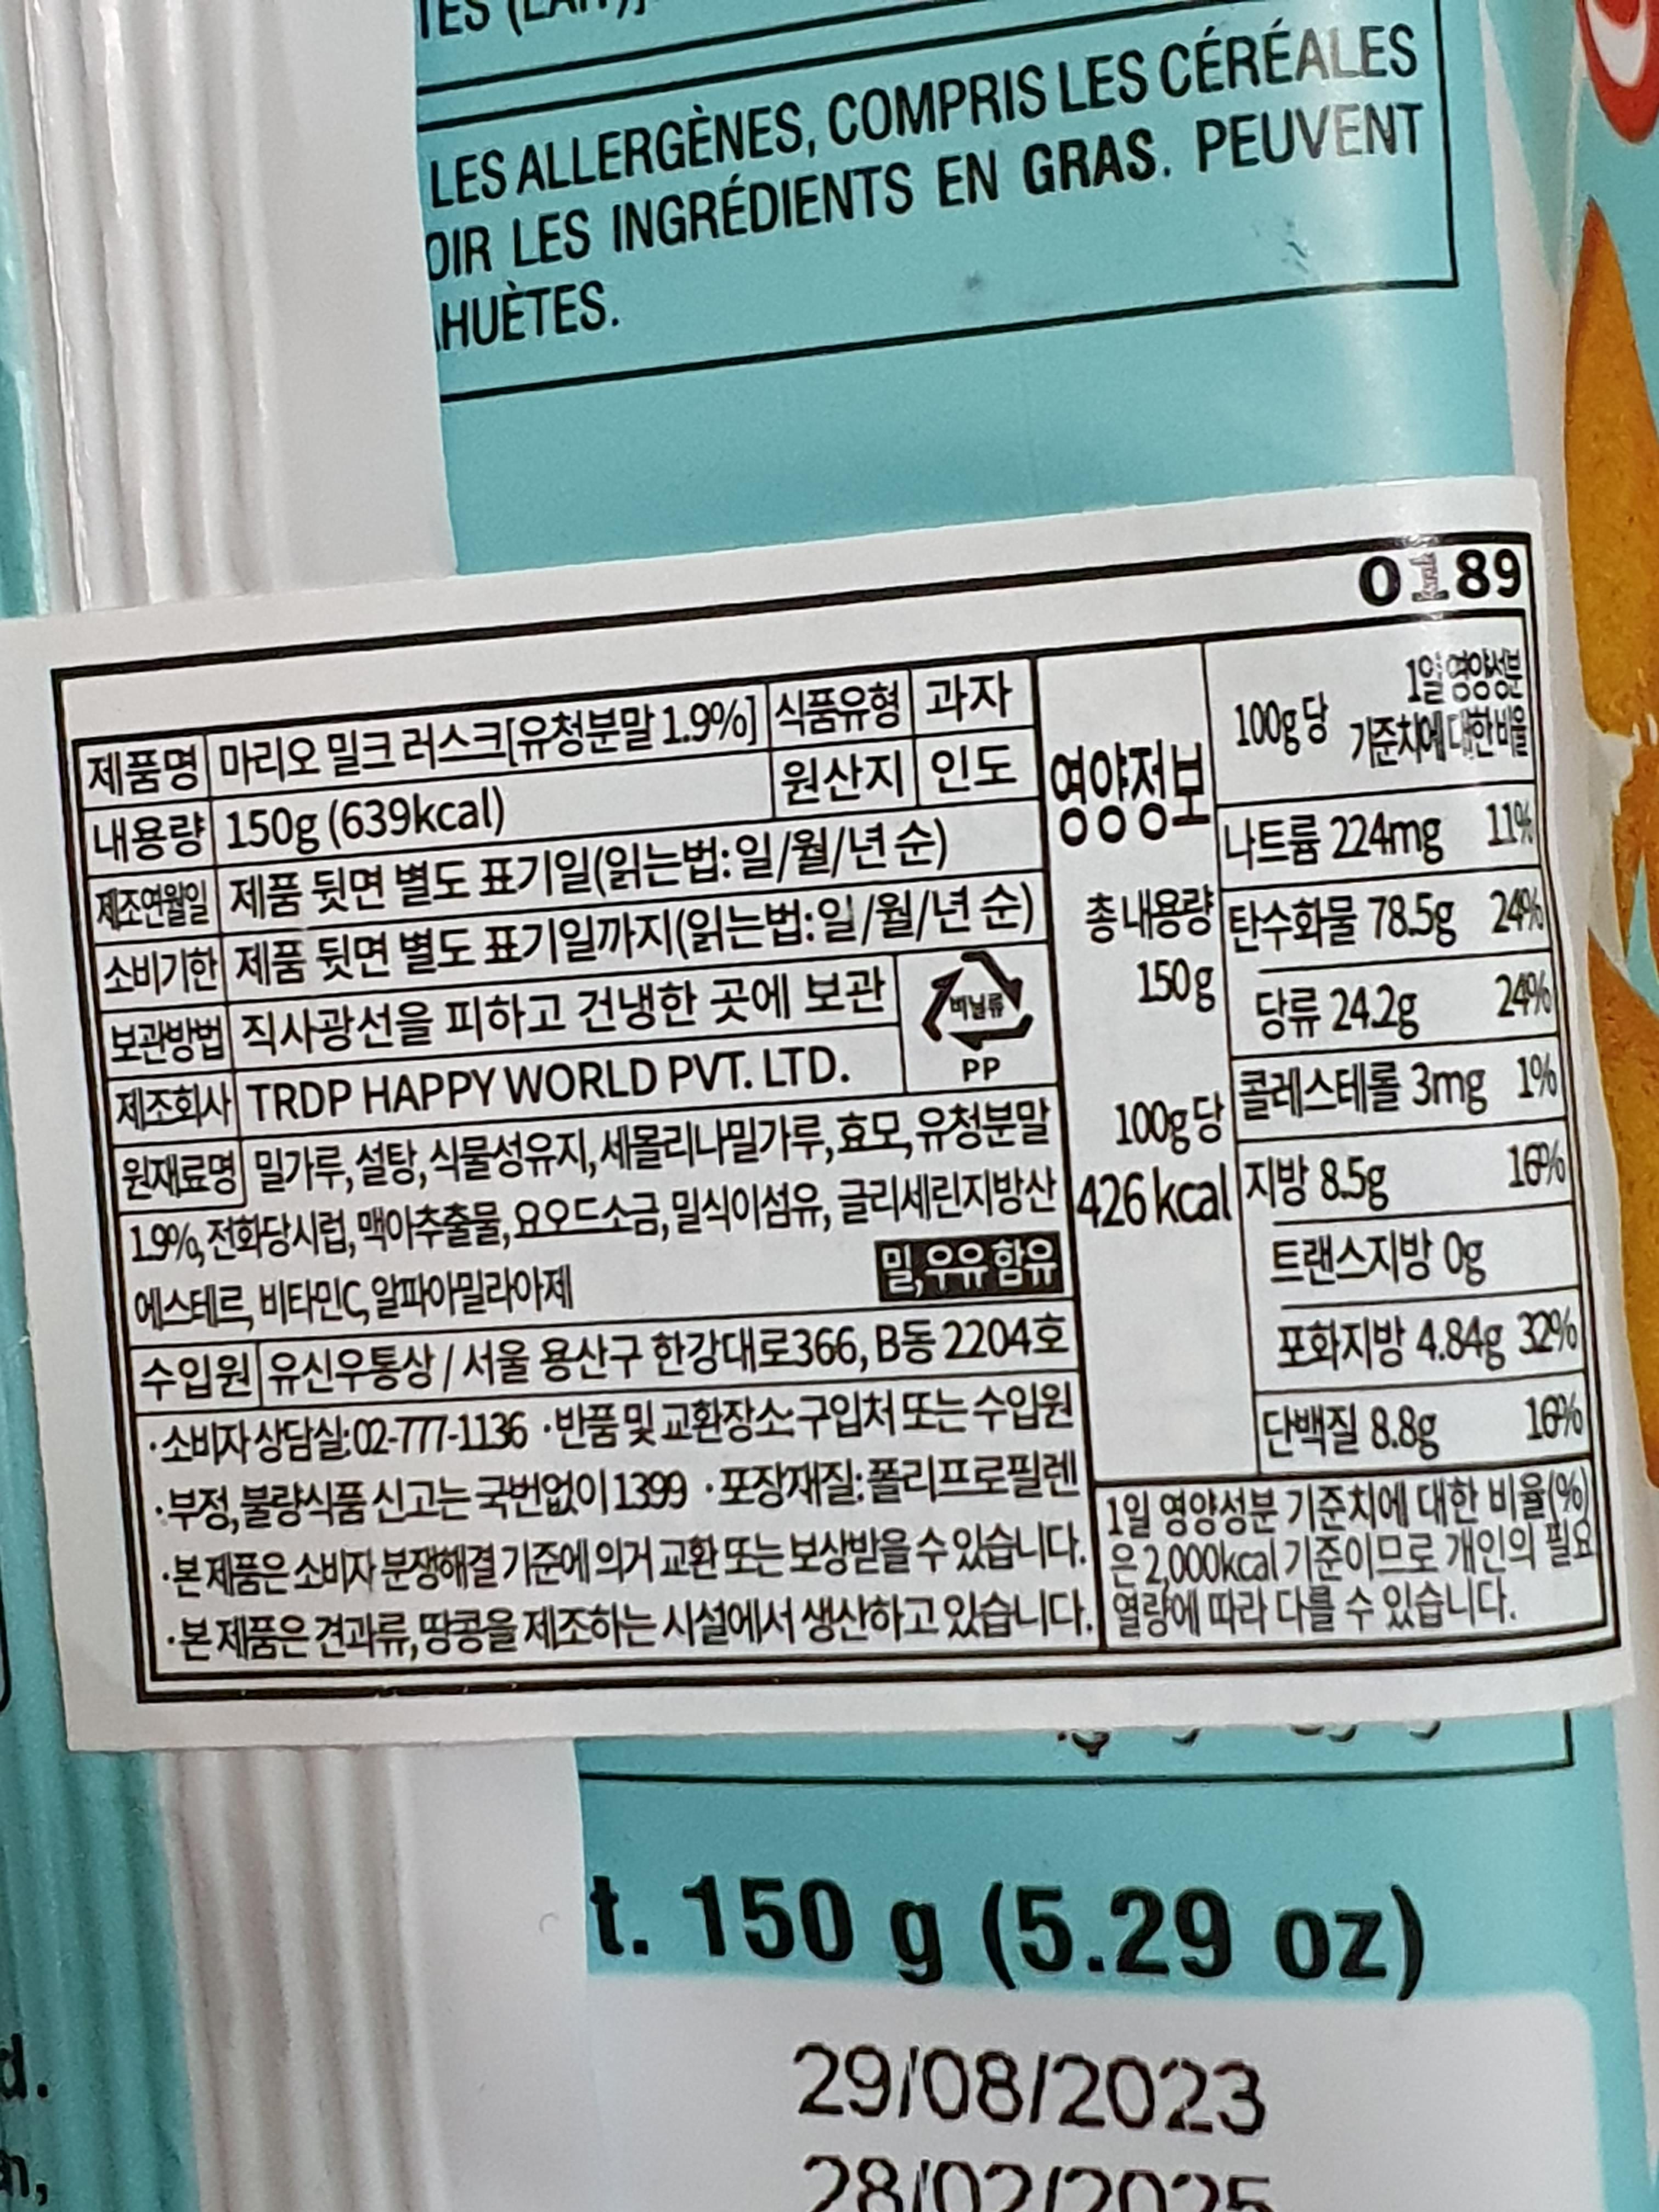 LES ALLERGÈNES, COMPRIS LES CÉRÉALES
OIR LES INGRÉDIENTS EN GRAS. PEUVENT
HUÈTES.
제품명 마리오 밀크 러스크[유청분말 1.9%] 식품유형 과자
내용량 150g (639kcal) 원산지 인도
제조연월일 제품 뒷면 별도 표기일(읽는법:일/월/년 순)
소비기한 제품 뒷면 별도 표기일까지(읽는법:일/월/년 순)
보관방법 직사광선을 피하고 건냉한 곳에 보관
비닐류
PP
제조회사 TRDP HAPPY WORLD PVT. LTD.
원재료명 밀가루, 설탕, 식물성유지, 세몰리나밀가루, 효모, 유청분말
1.9%, 전화당시럽, 맥아추출물, 요오드소금, 밀식이섬유, 글리세린지방산
에스테르, 비타민C, 알파아밀라아제
밀, 우유 함유
수입원 유신우통상 / 서울 용산구 한강대로366, B동 2204호
·소비자 상담실:02-777-1136 ·반품 및 교환장소:구입처 또는 수입원
·부정, 불량식품 신고는 국번없이 1399 ·포장재질:폴리프로필렌
·본 제품은 소비자 분쟁해결 기준에 의거 교환 또는 보상받을 수 있습니다.
·본 제품은 견과류, 땅콩을 제조하는 시설에서 생산하고 있습니다.
영양정보
총 내용량
150g
100g당
426 kcal
100g당 1일 영양성분
기준치에 대한 비율
나트륨 224mg 11%
탄수화물 78.5g 24%
당류 24.2g 24%
콜레스테롤 3mg 1%
지방 8.5g 16%
트랜스지방 0g
포화지방 4.84g 32%
단백질 8.8g 16%
1일 영양성분 기준치에 대한 비율(%)
은 2,000kcal 기준이므로 개인의 필요
열량에 따라 다를 수 있습니다.
t. 150 g (5.29 oz)
29/08/2023
28/02/2025